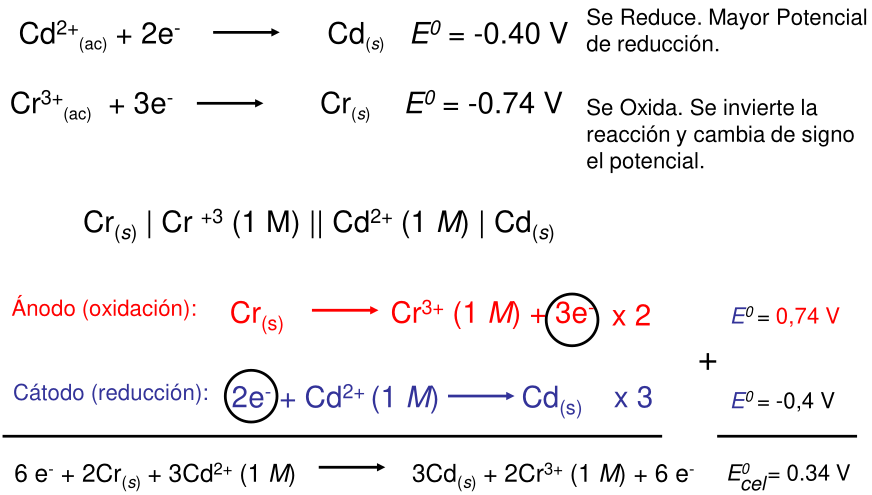 Cd²⁺₍ac₎ + 2e⁻ ⟶ Cd₍s₎ E⁰ = -0.40 V Se Reduce. Mayor Potencial
de reducción.
Cr³⁺₍ac₎ + 3e⁻ ⟶ Cr₍s₎ E⁰ = -0.74 V Se Oxida. Se invierte la
reacción y cambia de signo
el potencial.
Cr₍s₎ | Cr ⁺³ (1 M) || Cd²⁺ (1 M) | Cd₍s₎
Ánodo (oxidación): Cr₍s₎ ⟶ Cr³⁺ (1 M) + 3e⁻ x 2 E⁰ = 0,74 V
+
Cátodo (reducción): 2e⁻ + Cd²⁺ (1 M) ⟶ Cd₍s₎ x 3 E⁰ = -0,4 V
6 e⁻ + 2Cr₍s₎ + 3Cd²⁺ (1 M) ⟶ 3Cd₍s₎ + 2Cr³⁺ (1 M) + 6 e⁻ E⁰cel = 0.34 V